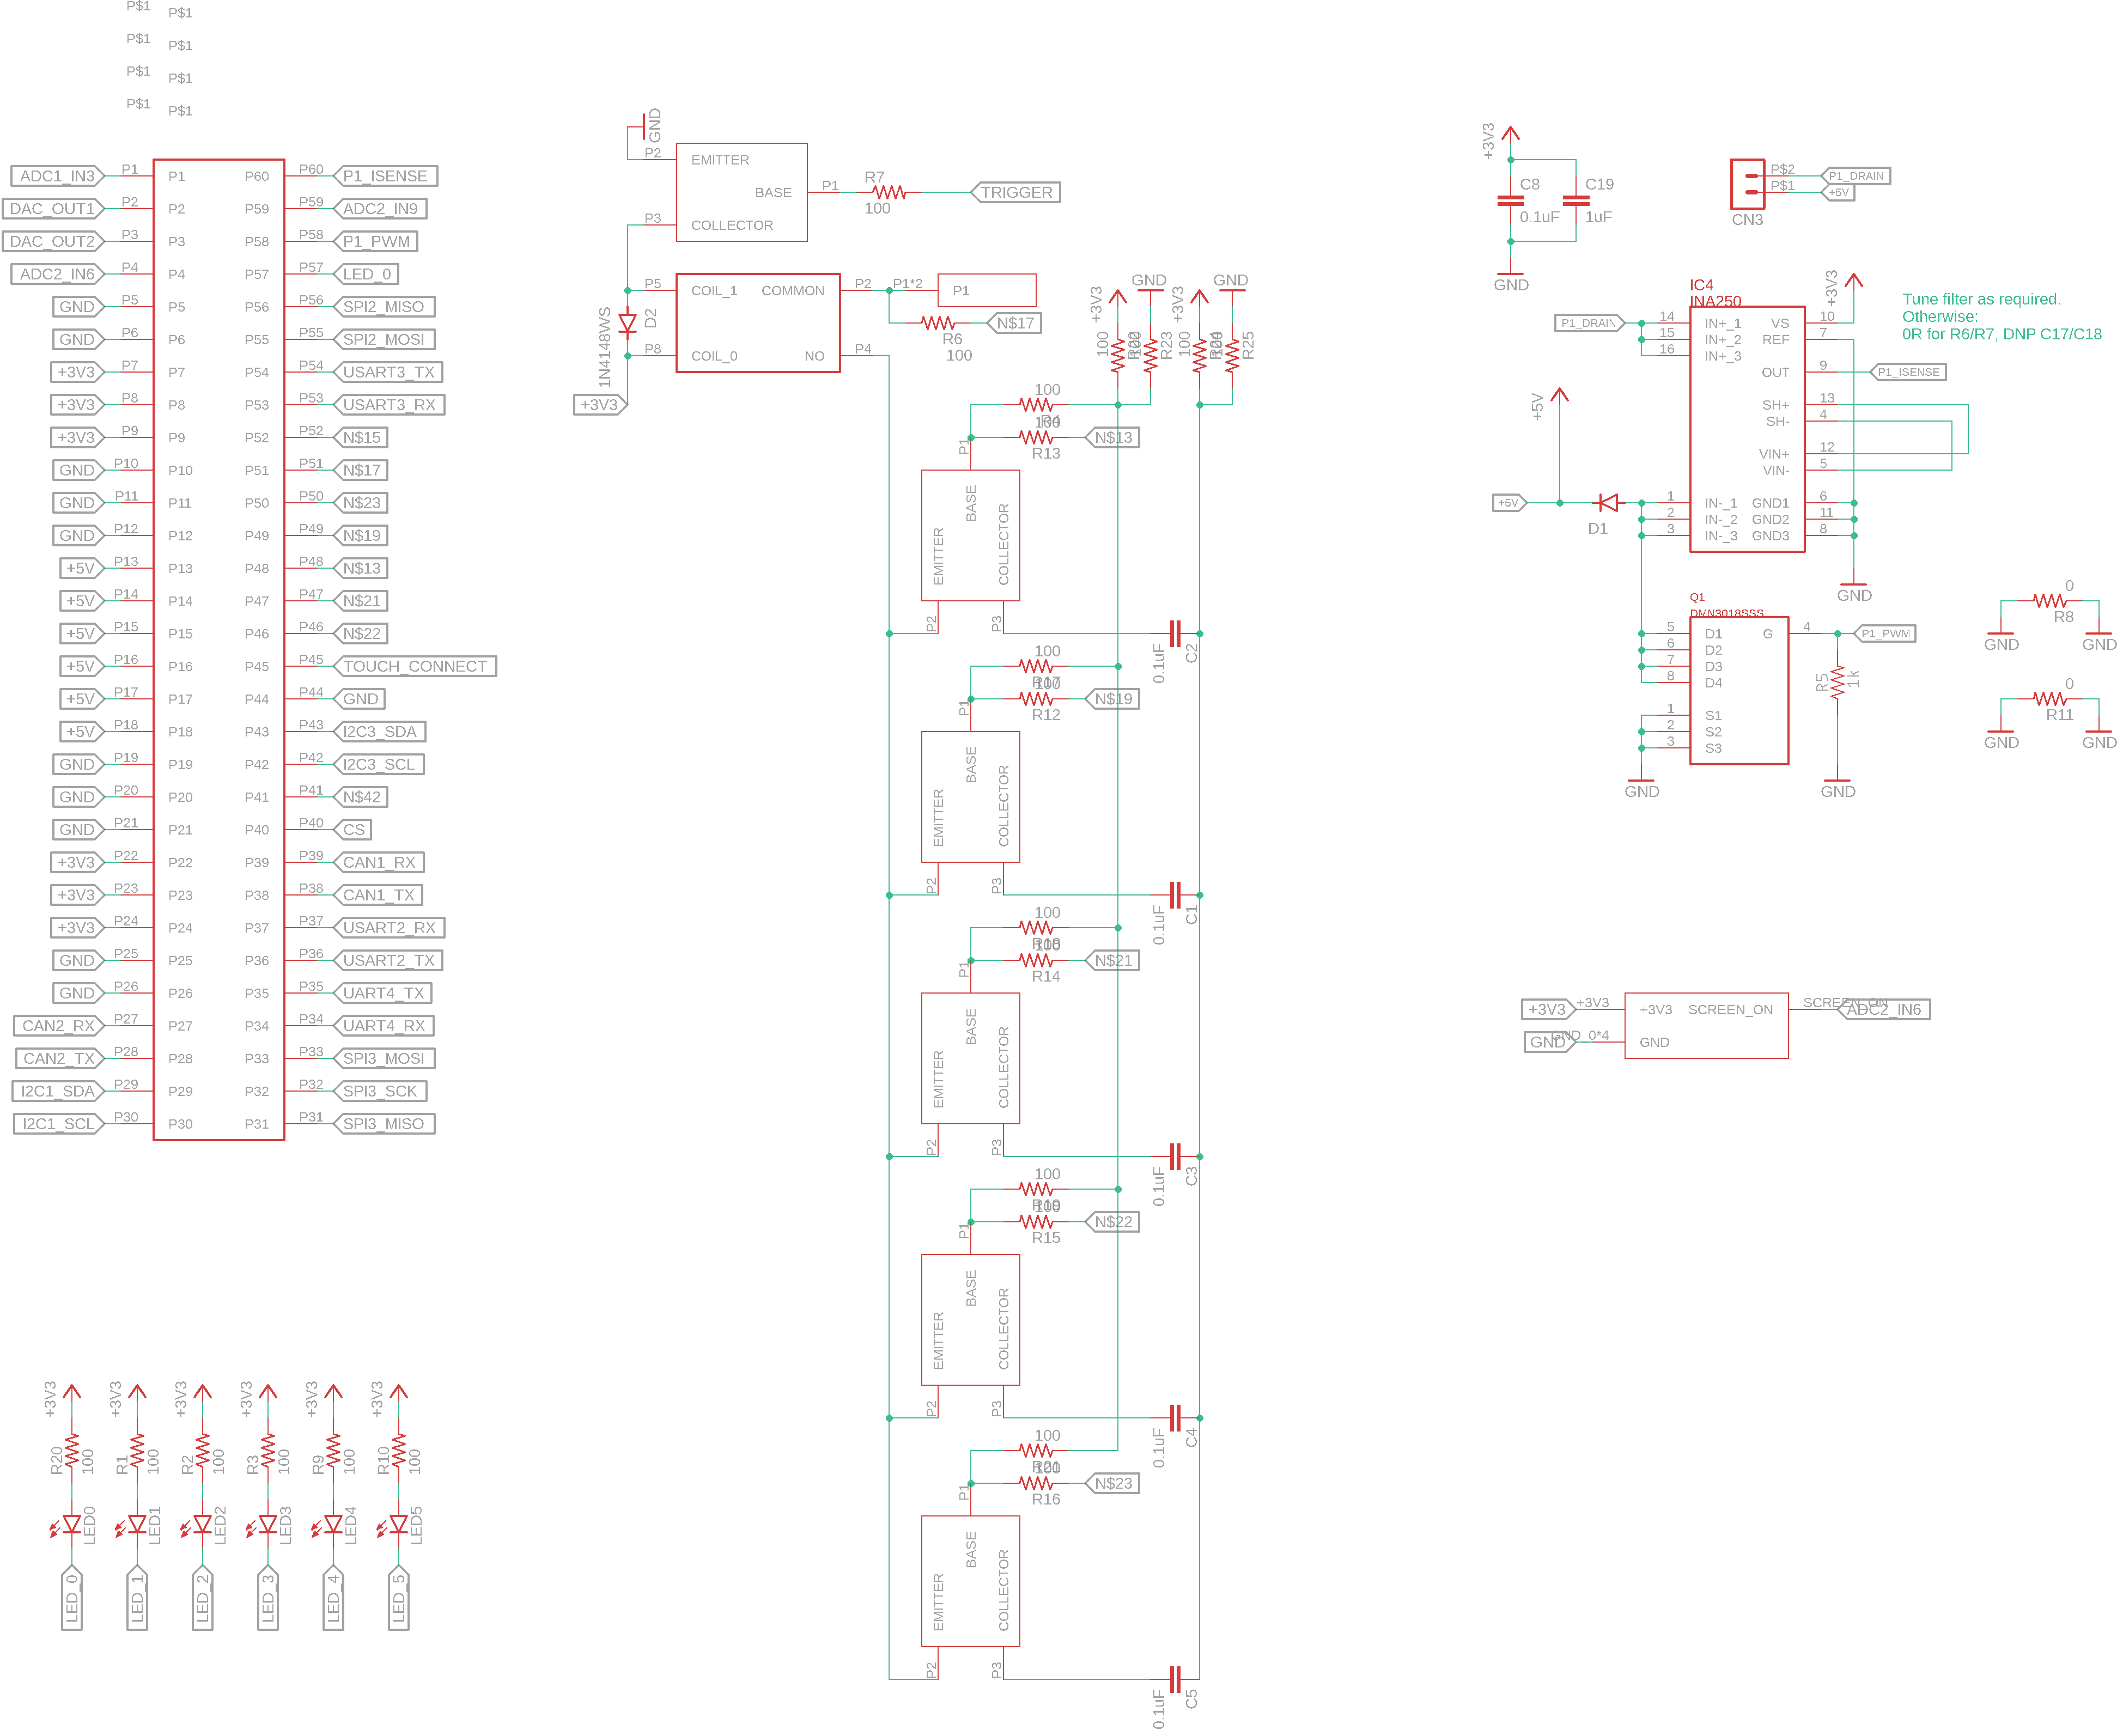 P$1
P$1
P$1
P$1
P$1
P$1
P$1
P$1
ADC1_IN3 P1 P1 P60 P60 P1_ISENSE
DAC_OUT1 P2 P2 P59 P59 ADC2_IN9
DAC_OUT2 P3 P3 P58 P58 P1_PWM
ADC2_IN6 P4 P4 P57 P57 LED_0
GND P5 P5 P56 P56 SPI2_MISO
GND P6 P6 P55 P55 SPI2_MOSI
+3V3 P7 P7 P54 P54 USART3_TX
+3V3 P8 P8 P53 P53 USART3_RX
+3V3 P9 P9 P52 P52 N$15
GND P10 P10 P51 P51 N$17
GND P11 P11 P50 P50 N$23
GND P12 P12 P49 P49 N$19
+5V P13 P13 P48 P48 N$13
+5V P14 P14 P47 P47 N$21
+5V P15 P15 P46 P46 N$22
+5V P16 P16 P45 P45 TOUCH_CONNECT
+5V P17 P17 P44 P44 GND
+5V P18 P18 P43 P43 I2C3_SDA
GND P19 P19 P42 P42 I2C3_SCL
GND P20 P20 P41 P41 N$42
GND P21 P21 P40 P40 CS
+3V3 P22 P22 P39 P39 CAN1_RX
+3V3 P23 P23 P38 P38 CAN1_TX
+3V3 P24 P24 P37 P37 USART2_RX
GND P25 P25 P36 P36 USART2_TX
GND P26 P26 P35 P35 UART4_TX
CAN2_RX P27 P27 P34 P34 UART4_RX
CAN2_TX P28 P28 P33 P33 SPI3_MOSI
I2C1_SDA P29 P29 P32 P32 SPI3_SCK
I2C1_SCL P30 P30 P31 P31 SPI3_MISO
+3V3 +3V3 +3V3 +3V3 +3V3 +3V3
R20 100 R1 100 R2 100 R3 100 R9 100 R10 100
LED0 LED1 LED2 LED3 LED4 LED5
LED_0 LED_1 LED_2 LED_3 LED_4 LED_5
GND
P2 EMITTER
BASE P1 R7 100 TRIGGER
P3 COLLECTOR
P5 COIL_1 COMMON P2 P1*2 P1
1N4148WS D2
R6 100 N$17
P8 COIL_0 NO P4
+3V3
+3V3 GND +3V3 GND
100 R23 100 R25
100
R4
N$13
R13
P1
BASE
EMITTER COLLECTOR
P2 P3
0.1uF C2
100
N$19
R12
P1
BASE
EMITTER COLLECTOR
P2 P3
0.1uF C1
100
N$21
R14
P1
BASE
EMITTER COLLECTOR
P2 P3
0.1uF C3
100
N$22
R15
P1
BASE
EMITTER COLLECTOR
P2 P3
0.1uF C4
100
N$23
R16
P1
BASE
EMITTER COLLECTOR
P2 P3
0.1uF C5
+3V3
C8 C19
0.1uF 1uF
GND
P$2 P1_DRAIN
P$1 +5V
CN3
IC4
INA250
+3V3
Tune filter as required.
Otherwise:
0R for R6/R7, DNP C17/C18
P1_DRAIN 14 IN+_1 VS 10
15 IN+_2 REF 7
16 IN+_3
OUT 9 P1_ISENSE
SH+ 13
SH- 4
VIN+ 12
VIN- 5
+5V
+5V D1
1 IN-_1 GND1 6
2 IN-_2 GND2 11
3 IN-_3 GND3 8
GND
Q1
DMN3018SSS
5 D1 G 4 P1_PWM
6 D2
7 D3
8 D4
R5 1k
1 S1
2 S2
3 S3
GND GND
0
R8
GND GND
0
R11
GND GND
+3V3 +3V3 +3V3 SCREEN_ON SCREEN_ON ADC2_IN6
GND GND_0*4 GND